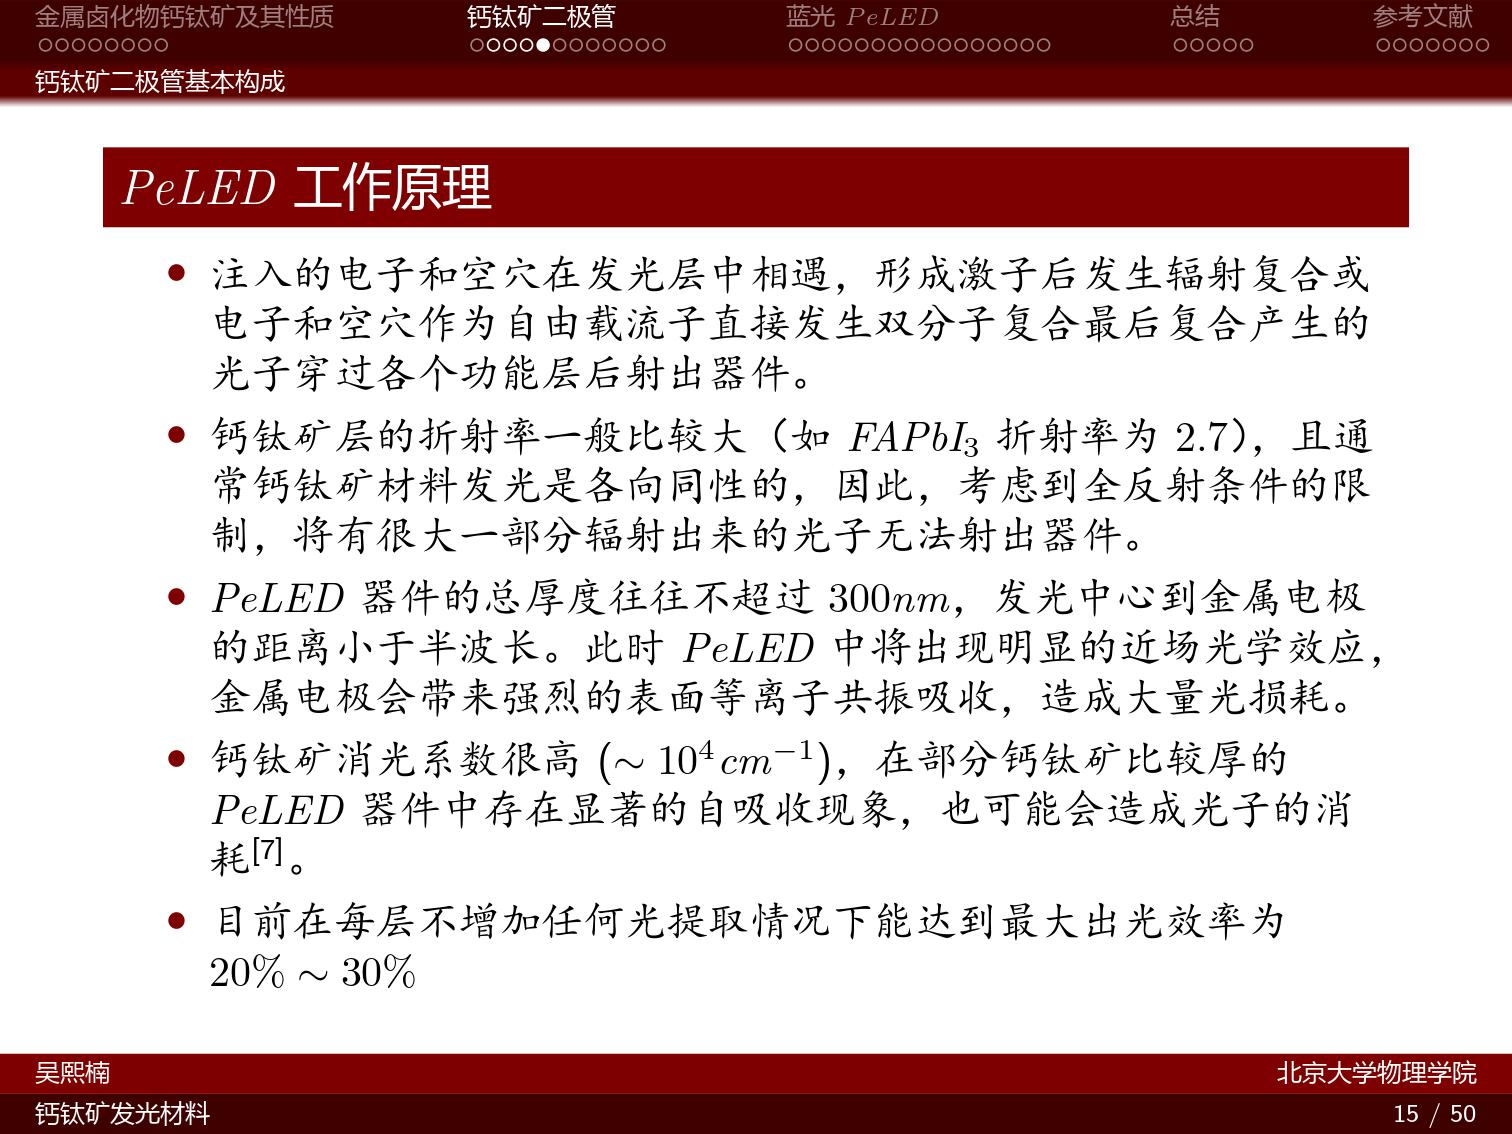 金属卤化物钙钛矿及其性质 钙钛矿二极管 蓝光 PeLED 总结 参考文献
钙钛矿二极管基本构成
PeLED 工作原理
• 注入的电子和空穴在发光层中相遇，形成激子后发生辐射复合或
电子和空穴作为自由载流子直接发生双分子复合最后复合产生的
光子穿过各个功能层后射出器件。
• 钙钛矿层的折射率一般比较大（如 FAPbI₃ 折射率为 2.7），且通
常钙钛矿材料发光是各向同性的，因此，考虑到全反射条件的限
制，将有很大一部分辐射出来的光子无法射出器件。
• PeLED 器件的总厚度往往不超过 300nm，发光中心到金属电极
的距离小于半波长。此时 PeLED 中将出现明显的近场光学效应，
金属电极会带来强烈的表面等离子共振吸收，造成大量光损耗。
• 钙钛矿消光系数很高 (∼ 10⁴cm⁻¹)，在部分钙钛矿比较厚的
PeLED 器件中存在显著的自吸收现象，也可能会造成光子的消
耗[7]。
• 目前在每层不增加任何光提取情况下能达到最大出光效率为
20% ∼ 30%
吴熙楠 北京大学物理学院
钙钛矿发光材料 15 / 50